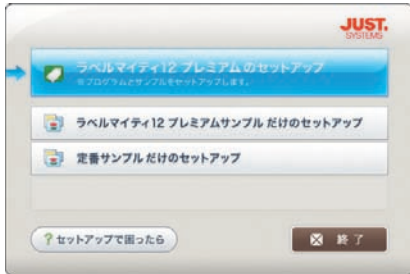 JUST.
SYSTEMS
ラベルマイティ12 プレミアム のセットアップ
※プログラムとサンプルをセットアップします。
ラベルマイティ12 プレミアムサンプル だけのセットアップ
定番サンプル だけのセットアップ
? セットアップで困ったら
終 了